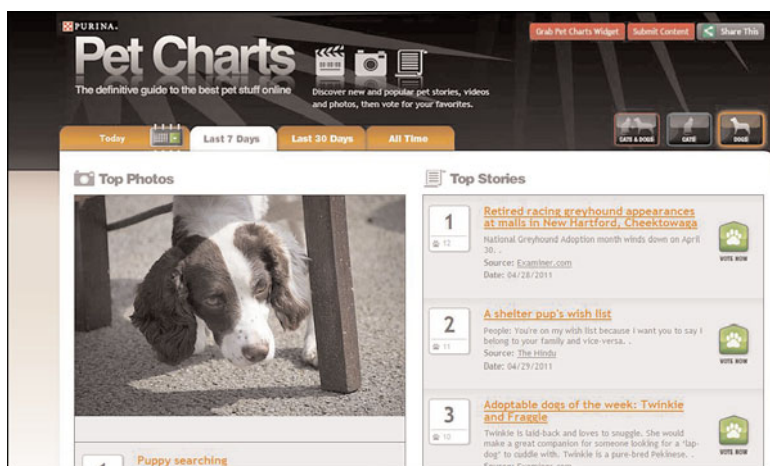 PURINA.
Pet Charts
The definitive guide to the best pet stuff online
Discover new and popular pet stories, videos
and photos, then vote for your favorites.
Grab Pet Charts Widget
Submit Content
Share This
Today
Last 7 Days
Last 30 Days
All Time
CATS & DOGS
CATS
DOGS
Top Photos
Puppy searching
Top Stories
1
12
Retired racing greyhound appearances
at malls in New Hartford, Cheektowaga
National Greyhound Adoption month winds down on April
30. .
Source: Examiner.com
Date: 04/28/2011
VOTE NOW
2
11
A shelter pup's wish list
People: You're on my wish list because I want you to say I
belong to your family and vice-versa. .
Source: The Hindu
Date: 04/29/2011
VOTE NOW
3
10
Adoptable dogs of the week: Twinkie
and Fraggle
Twinkie is laid-back and loves to snuggle. She would
make a great companion for someone looking for a "lap-
dog" to cuddle with. Twinkie is a pure-bred Pekinese. .
VOTE NOW